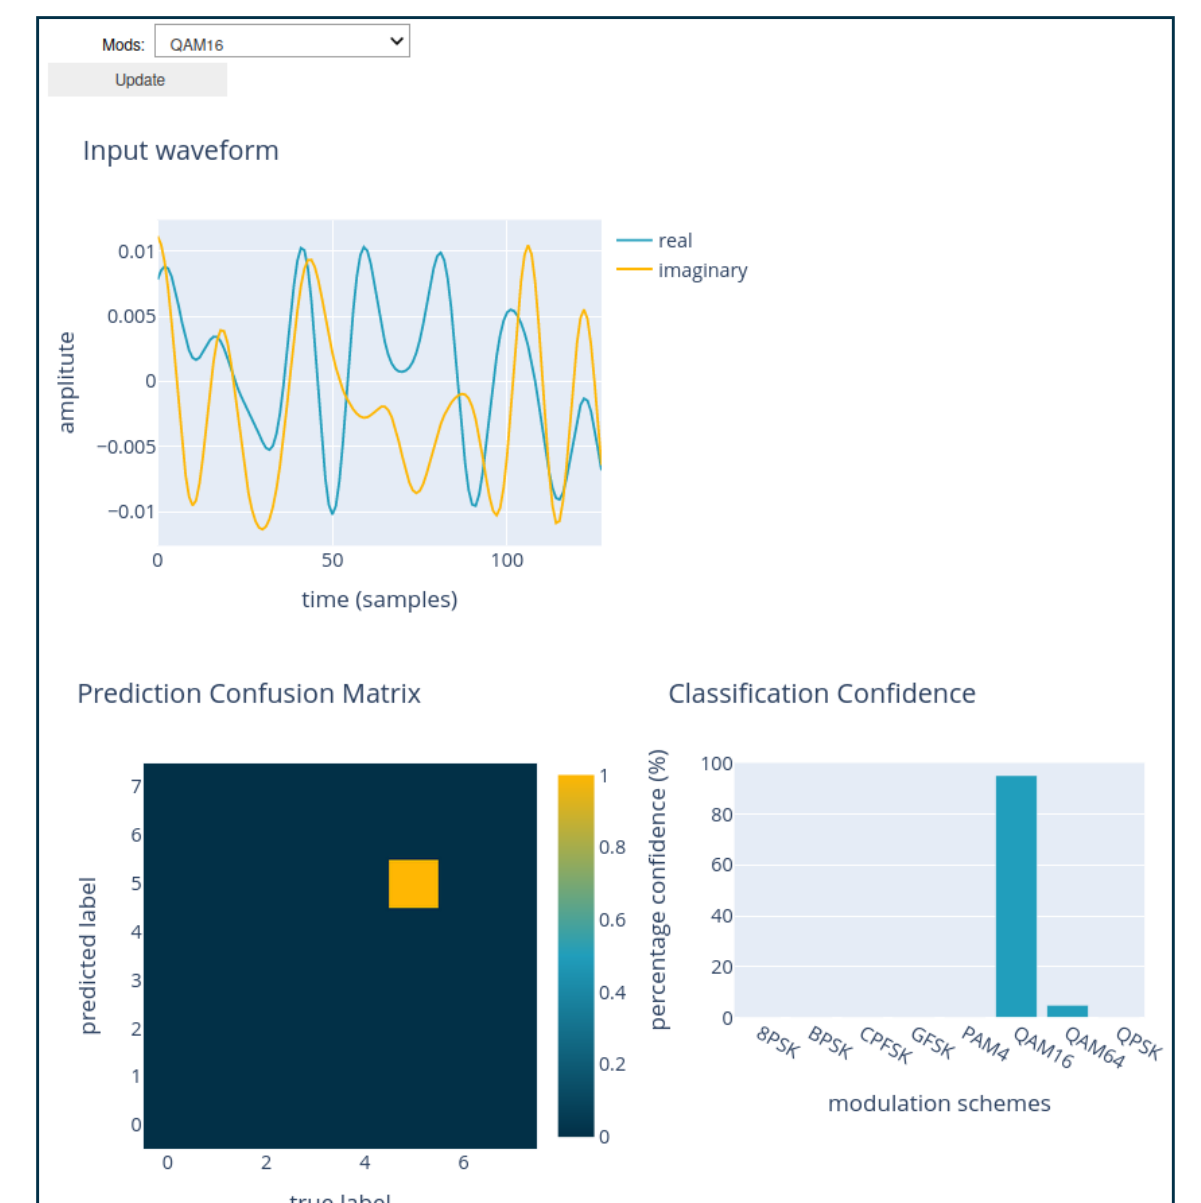 Mods: QAM16
Update
Input waveform
0.01
0.005
0
−0.005
−0.01
amplitute
0 50 100
time (samples)
real
imaginary
Prediction Confusion Matrix
7
6
5
4
3
2
1
0
predicted label
0 2 4 6
true label
1
0.8
0.6
0.4
0.2
0
Classification Confidence
100
80
60
40
20
0
percentage confidence (%)
8PSK BPSK CPFSK GFSK PAM4 QAM16 QAM64 QPSK
modulation schemes